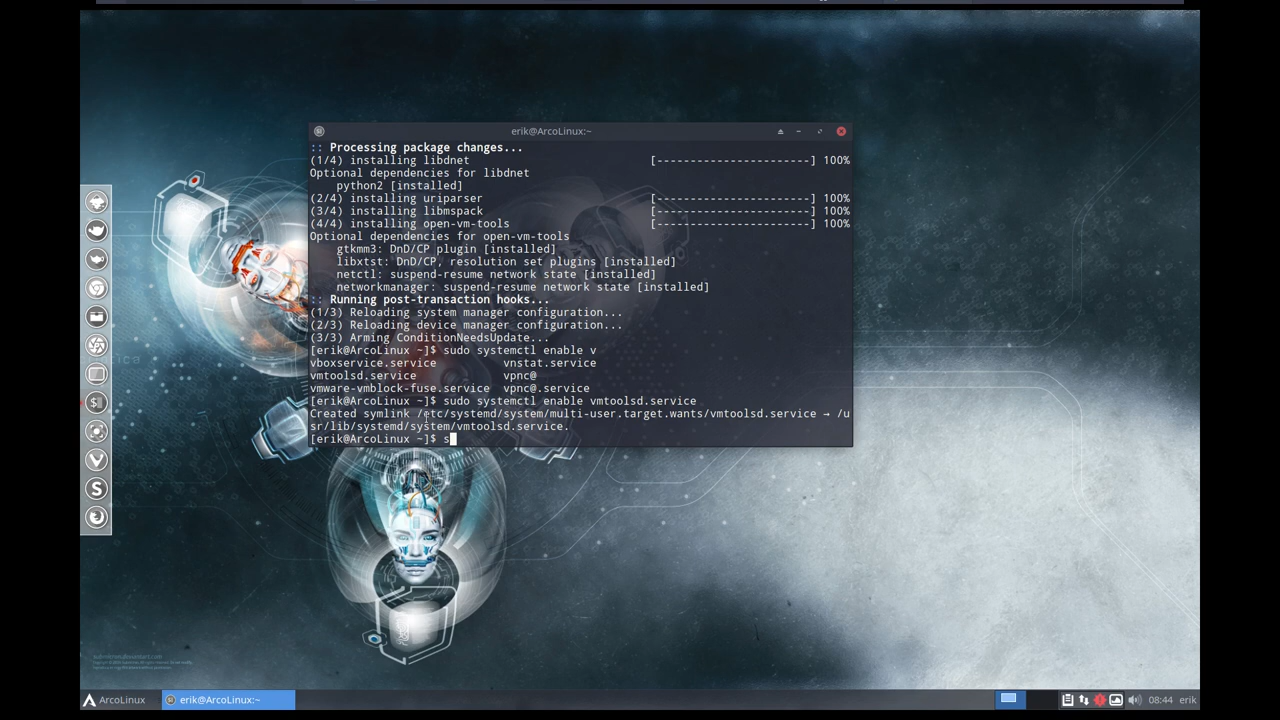 erik@ArcoLinux:~
:: Processing package changes...
(1/4) installing libdnet [-----------------------] 100%
Optional dependencies for libdnet
python2 [installed]
(2/4) installing uriparser [-----------------------] 100%
(3/4) installing libmspack [-----------------------] 100%
(4/4) installing open-vm-tools [-----------------------] 100%
Optional dependencies for open-vm-tools
gtkmm3: DnD/CP plugin [installed]
libxtst: DnD/CP, resolution set plugins [installed]
netctl: suspend-resume network state [installed]
networkmanager: suspend-resume network state [installed]
:: Running post-transaction hooks...
(1/3) Reloading system manager configuration...
(2/3) Reloading device manager configuration...
(3/3) Arming ConditionNeedsUpdate...
[erik@ArcoLinux ~]$ sudo systemctl enable v
vboxservice.service vnstat.service
vmtoolsd.service vpnc@
vmware-vmblock-fuse.service vpnc@.service
[erik@ArcoLinux ~]$ sudo systemctl enable vmtoolsd.service
Created symlink /etc/systemd/system/multi-user.target.wants/vmtoolsd.service → /u
sr/lib/systemd/system/vmtoolsd.service.
[erik@ArcoLinux ~]$ s
ArcoLinux
erik@ArcoLinux:~
08:44
erik